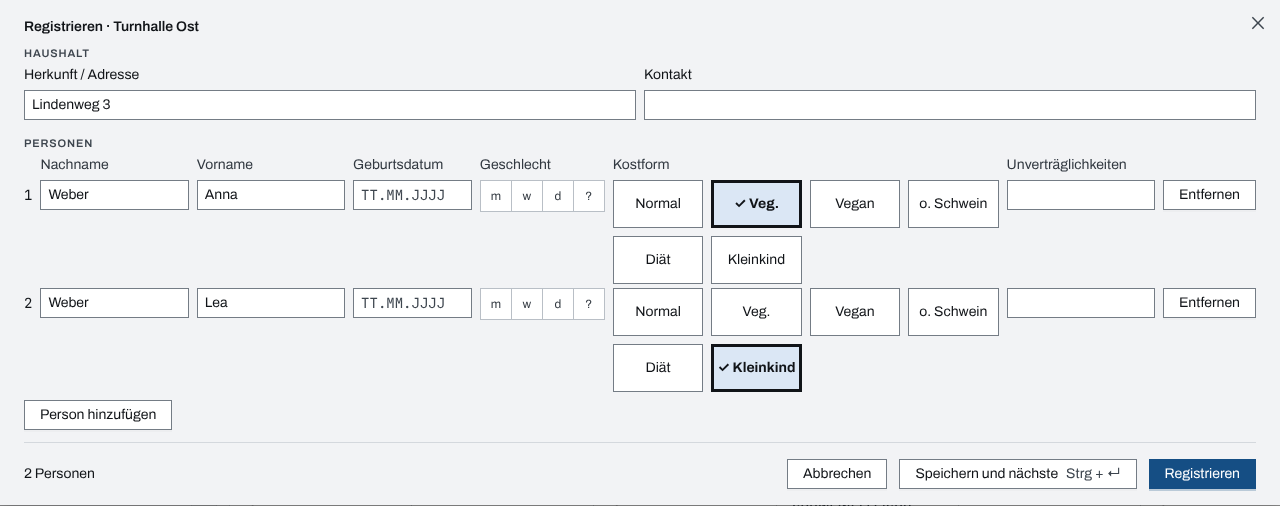 Registrieren · Turnhalle Ost
HAUSHALT
Herkunft / Adresse Kontakt
Lindenweg 3
PERSONEN
Nachname Vorname Geburtsdatum Geschlecht Kostform Unverträglichkeiten
1 Weber Anna TT.MM.JJJJ m w d ? Normal ✓ Veg. Vegan o. Schwein Entfernen
Diät Kleinkind
2 Weber Lea TT.MM.JJJJ m w d ? Normal Veg. Vegan o. Schwein Entfernen
Diät ✓ Kleinkind
Person hinzufügen
2 Personen Abbrechen Speichern und nächste Strg + ↵ Registrieren